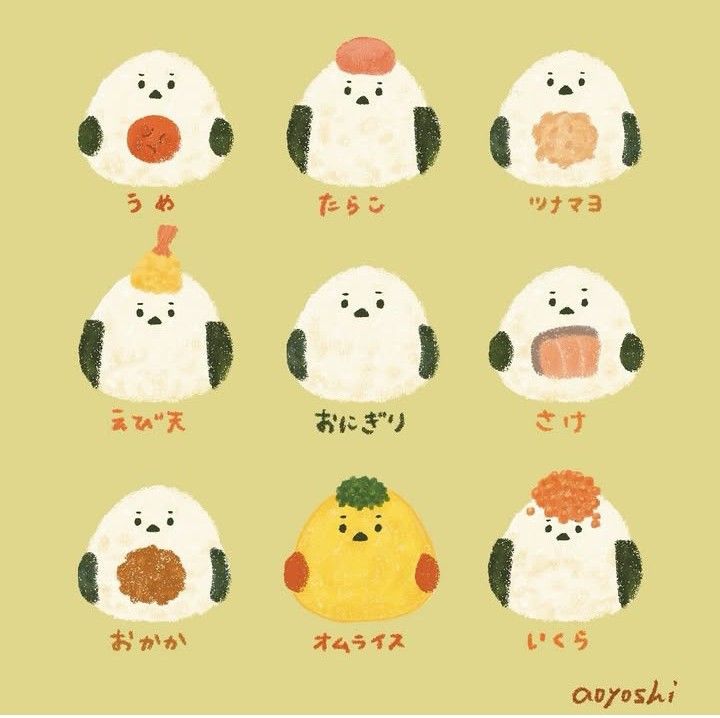 うめ
たらこ
ツナマヨ
えび天
おにぎり
さけ
おかか
オムライス
いくら
aoyoshi